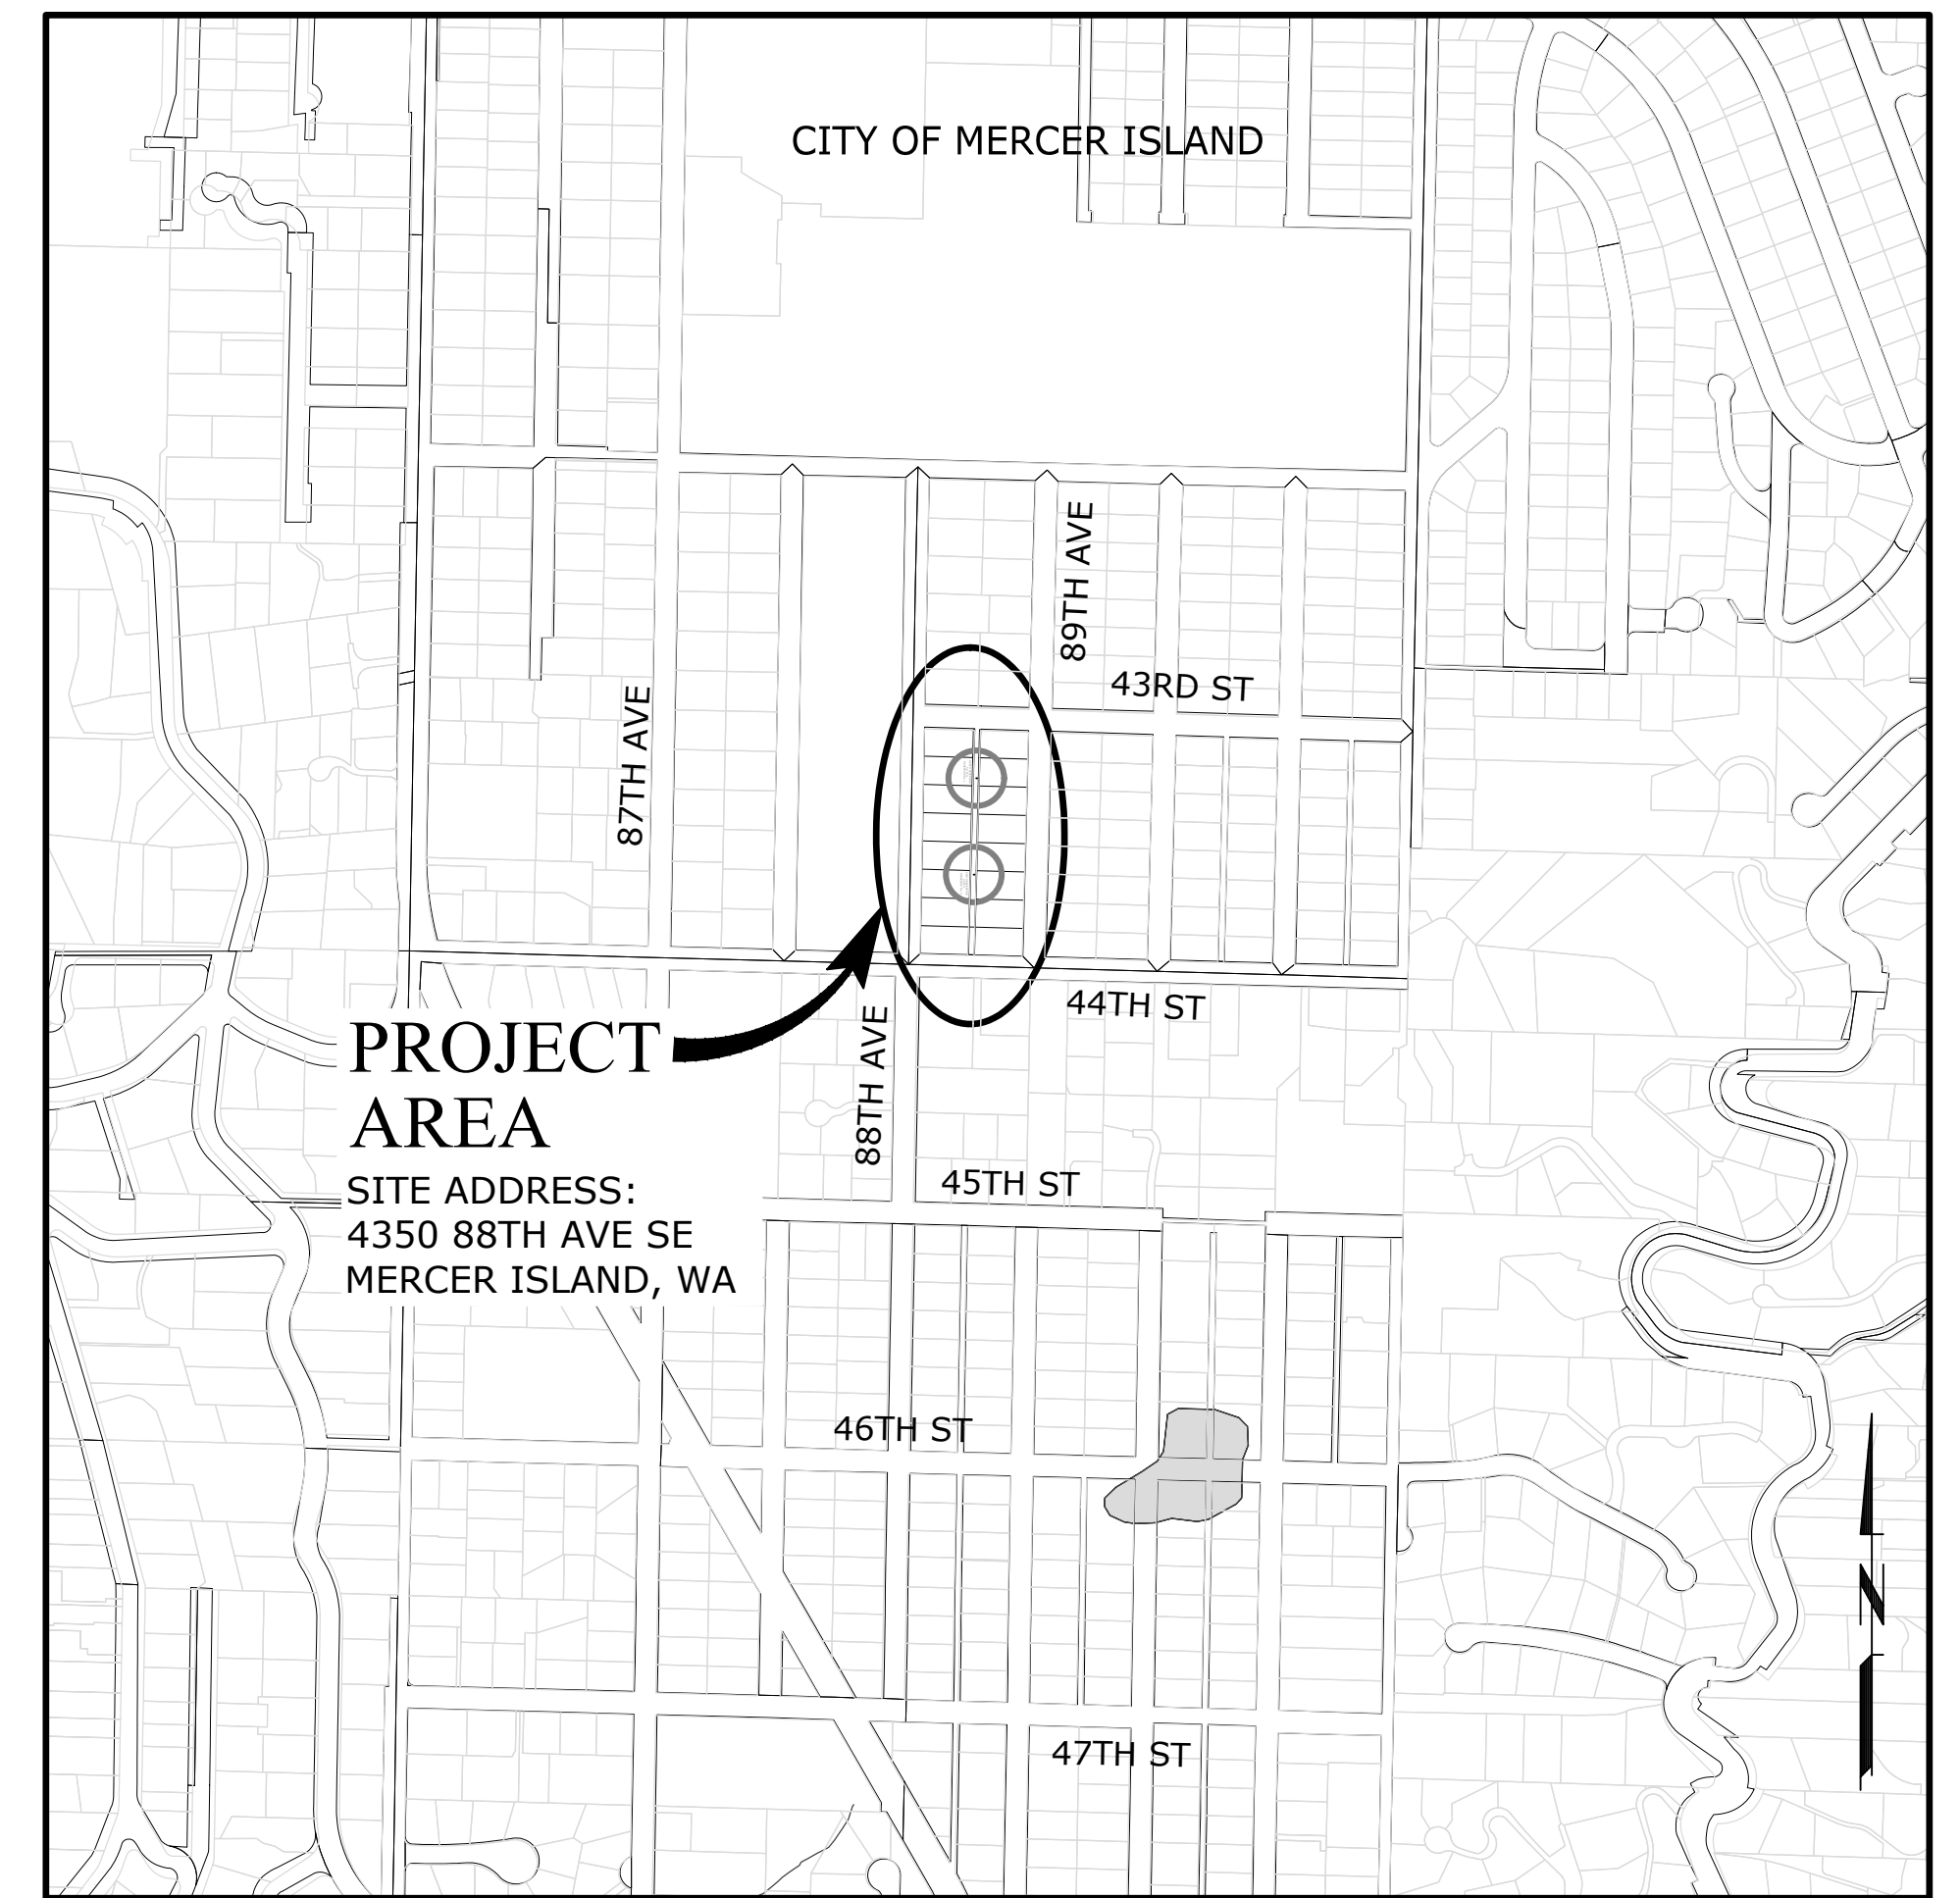 CITY OF MERCER ISLAND
89TH AVE
43RD ST
87TH AVE
44TH ST
88TH AVE
PROJECT
AREA
SITE ADDRESS:
4350 88TH AVE SE
MERCER ISLAND, WA
45TH ST
46TH ST
N
47TH ST